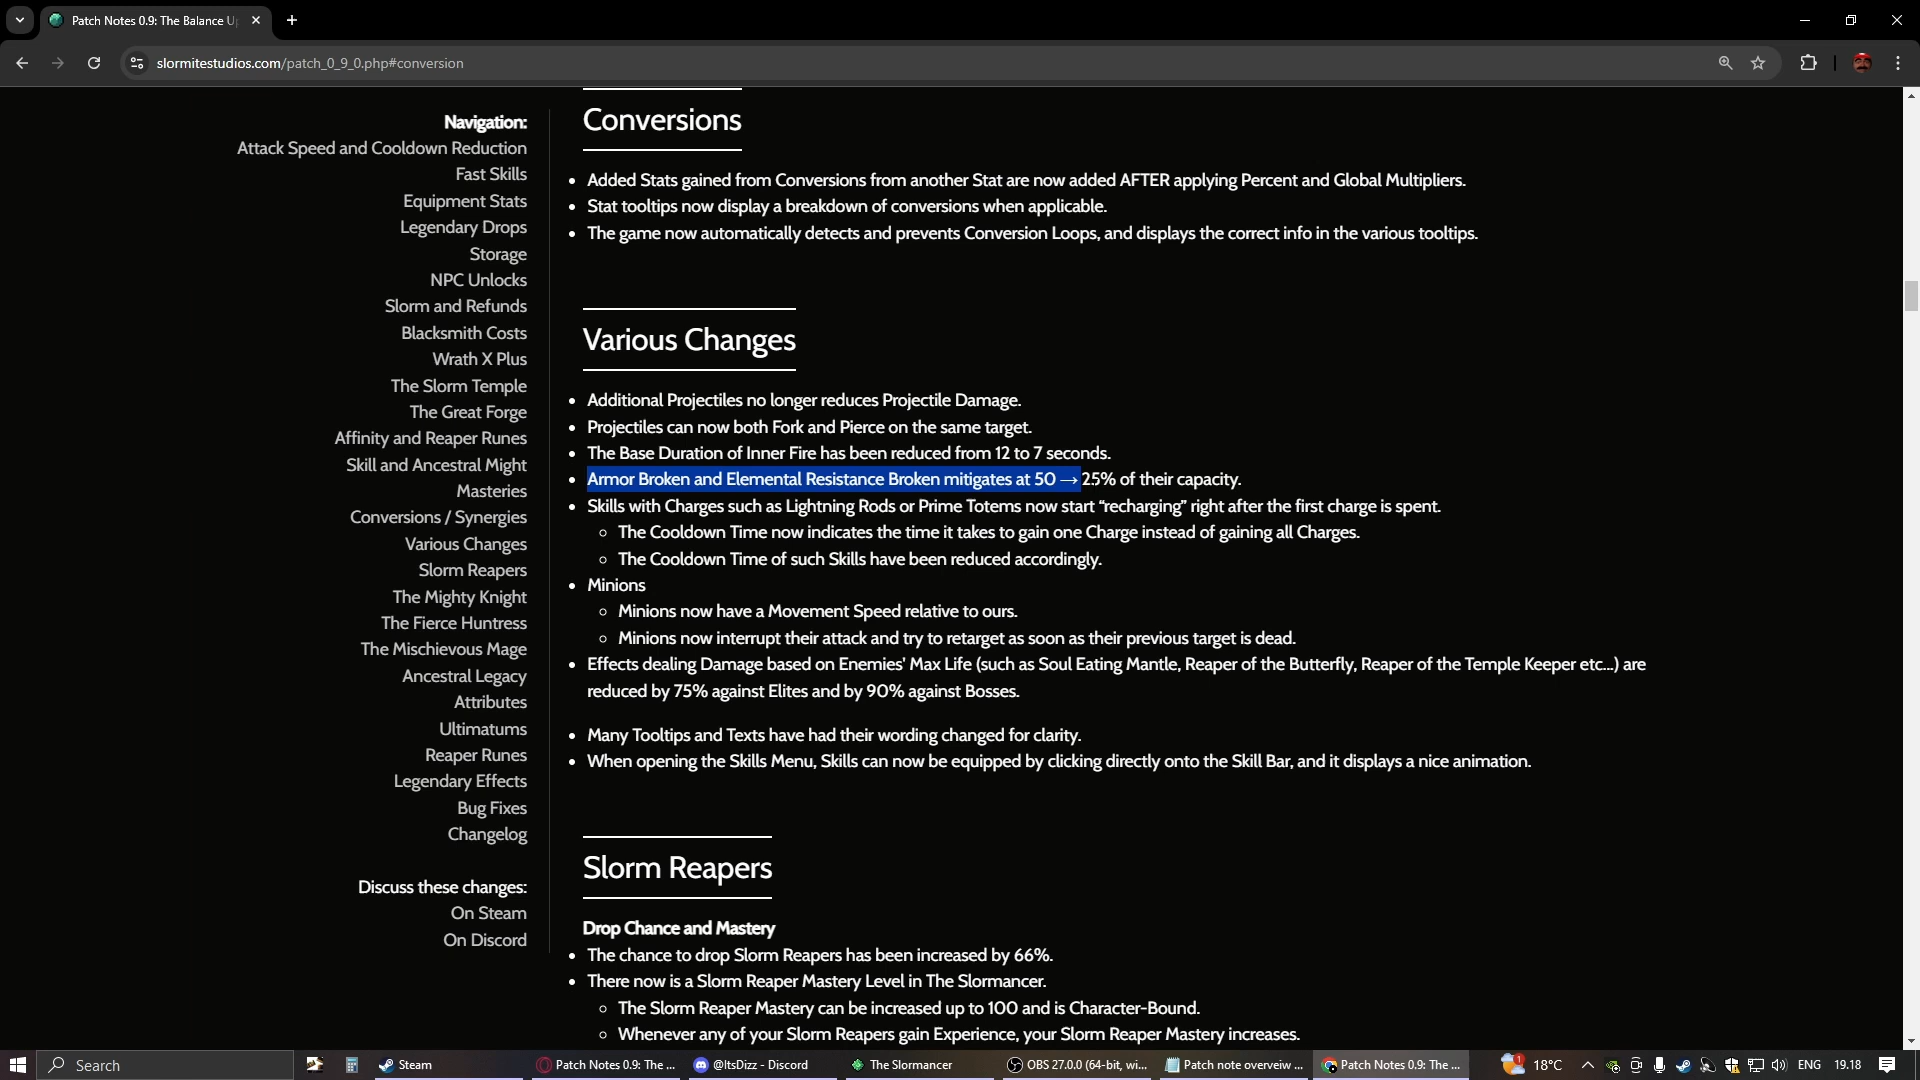 Patch Notes 0.9: The Balance U
slormitestudios.com/patch_0_9_0.php#conversion
Navigation:
Attack Speed and Cooldown Reduction
Fast Skills
Equipment Stats
Legendary Drops
Storage
NPC Unlocks
Slorm and Refunds
Blacksmith Costs
Wrath X Plus
The Slorm Temple
The Great Forge
Affinity and Reaper Runes
Skill and Ancestral Might
Masteries
Conversions / Synergies
Various Changes
Slorm Reapers
The Mighty Knight
The Fierce Huntress
The Mischievous Mage
Ancestral Legacy
Attributes
Ultimatums
Reaper Runes
Legendary Effects
Bug Fixes
Changelog
Discuss these changes:
On Steam
On Discord
Conversions
• Added Stats gained from Conversions from another Stat are now added AFTER applying Percent and Global Multipliers.
• Stat tooltips now display a breakdown of conversions when applicable.
• The game now automatically detects and prevents Conversion Loops, and displays the correct info in the various tooltips.
Various Changes
• Additional Projectiles no longer reduces Projectile Damage.
• Projectiles can now both Fork and Pierce on the same target.
• The Base Duration of Inner Fire has been reduced from 12 to 7 seconds.
• Armor Broken and Elemental Resistance Broken mitigates at 50 → 25% of their capacity.
• Skills with Charges such as Lightning Rods or Prime Totems now start “recharging” right after the first charge is spent.
○ The Cooldown Time now indicates the time it takes to gain one Charge instead of gaining all Charges.
○ The Cooldown Time of such Skills have been reduced accordingly.
• Minions
○ Minions now have a Movement Speed relative to ours.
○ Minions now interrupt their attack and try to retarget as soon as their previous target is dead.
• Effects dealing Damage based on Enemies' Max Life (such as Soul Eating Mantle, Reaper of the Butterfly, Reaper of the Temple Keeper etc...) are
reduced by 75% against Elites and by 90% against Bosses.
• Many Tooltips and Texts have had their wording changed for clarity.
• When opening the Skills Menu, Skills can now be equipped by clicking directly onto the Skill Bar, and it displays a nice animation.
Slorm Reapers
Drop Chance and Mastery
• The chance to drop Slorm Reapers has been increased by 66%.
• There now is a Slorm Reaper Mastery Level in The Slormancer.
○ The Slorm Reaper Mastery can be increased up to 100 and is Character-Bound.
○ Whenever any of your Slorm Reapers gain Experience, your Slorm Reaper Mastery increases.
Search
Steam
Patch Notes 0.9: The ...
@ItsDizz - Discord
The Slormancer
OBS 27.0.0 (64-bit, wi...
Patch note overveiw ...
Patch Notes 0.9: The ...
1
18°C
ENG
19.18